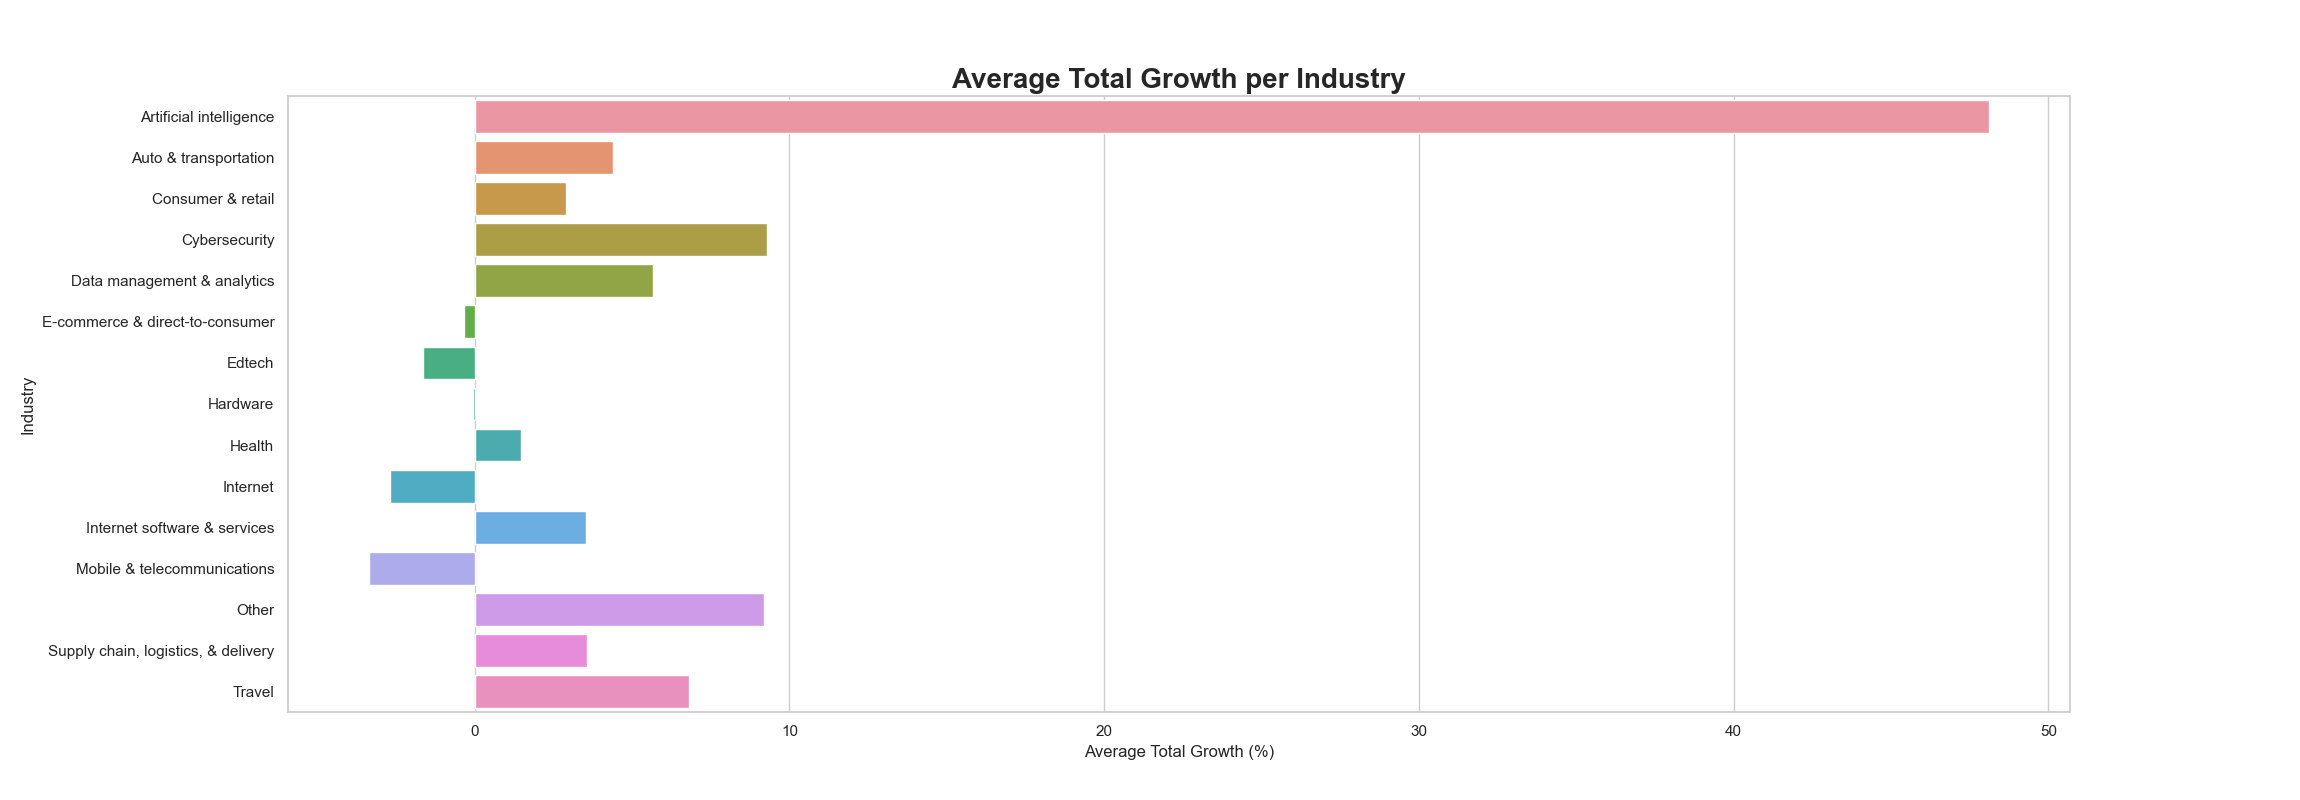 Average Total Growth per Industry
Artificial intelligence
Auto & transportation
Consumer & retail
Cybersecurity
Data management & analytics
E-commerce & direct-to-consumer
Edtech
Hardware
Health
Internet
Internet software & services
Mobile & telecommunications
Other
Supply chain, logistics, & delivery
Travel
Industry
0 10 20 30 40 50
Average Total Growth (%)